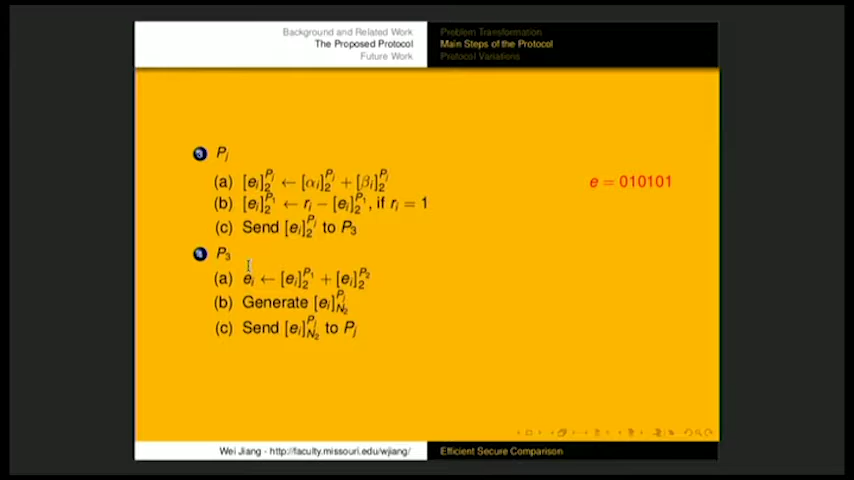 Background and Related Work
The Proposed Protocol
Future Work
Problem Transformation
Main Steps of the Protocol
Protocol Variations
3 P_j
(a) [e_i]_2^{P_j} ← [α_i]_2^{P_j} + [β_i]_2^{P_j}
e = 010101
(b) [e_i]_2^{P_1} ← r_i − [e_i]_2^{P_1}, if r_i = 1
(c) Send [e_i]_2^{P_j} to P_3
4 P_3
(a) e_i ← [e_i]_2^{P_1} + [e_i]_2^{P_2}
(b) Generate [e_i]_{N_2}^{P_j}
(c) Send [e_i]_{N_2}^{P_j} to P_j
Wei Jiang - http://faculty.missouri.edu/wjiang/
Efficient Secure Comparison